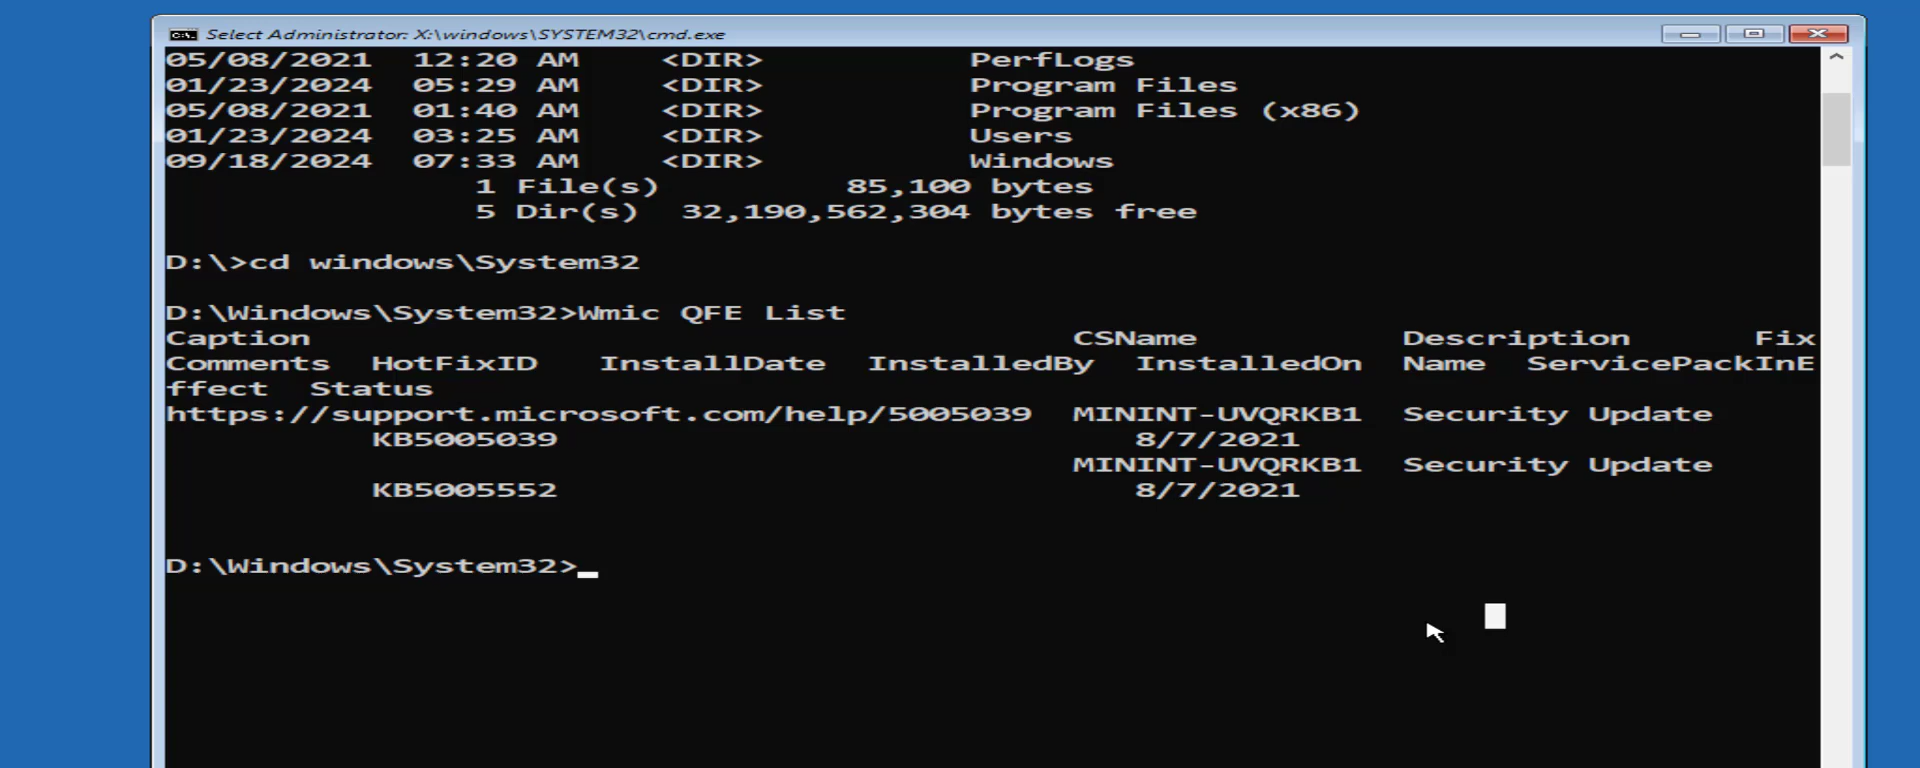 Select Administrator: X:\windows\SYSTEM32\cmd.exe
05/08/2021  12:20 AM    <DIR>          PerfLogs
01/23/2024  05:29 AM    <DIR>          Program Files
05/08/2021  01:40 AM    <DIR>          Program Files (x86)
01/23/2024  03:25 AM    <DIR>          Users
09/18/2024  07:33 AM    <DIR>          Windows
1 File(s)         85,100 bytes
5 Dir(s)  32,190,562,304 bytes free
D:\>cd windows\System32
D:\Windows\System32>Wmic QFE List
Caption                                     CSName          Description      Fix
Comments  HotFixID   InstallDate  InstalledBy  InstalledOn  Name  ServicePackInE
ffect  Status
https://support.microsoft.com/help/5005039  MININT-UVQRKB1  Security Update
KB5005039                            8/7/2021
MININT-UVQRKB1  Security Update
KB5005552                            8/7/2021
D:\Windows\System32>